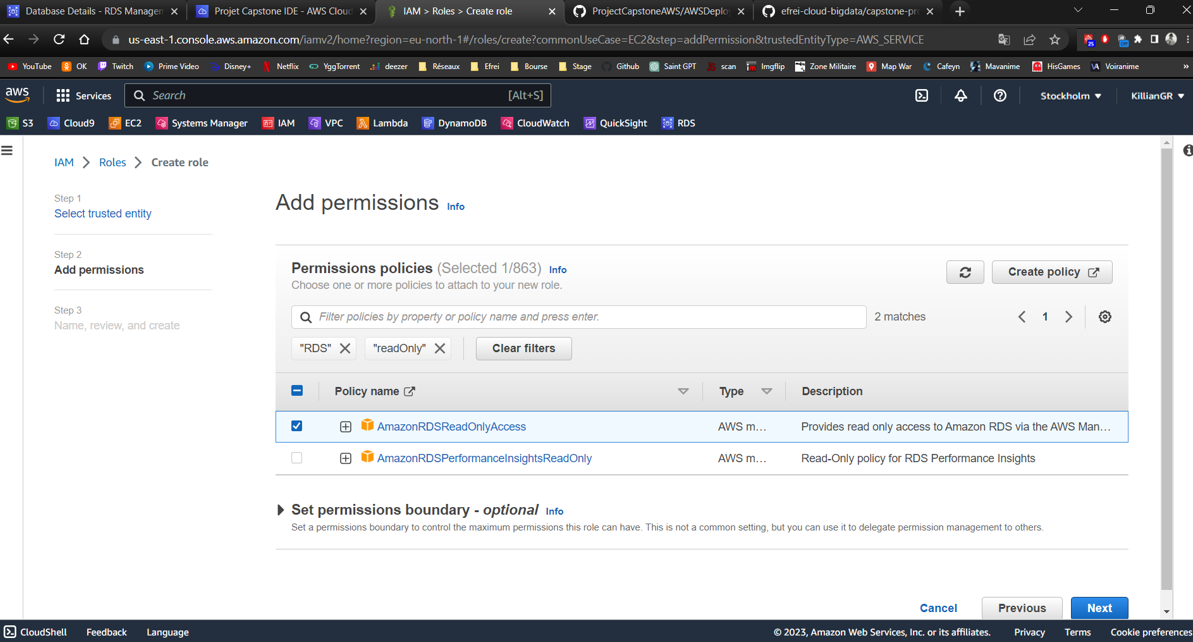 Database Details - RDS Managem
Projet Capstone IDE - AWS Cloud
IAM > Roles > Create role
ProjectCapstoneAWS/AWSDeplo
efrei-cloud-bigdata/capstone-pro
us-east-1.console.aws.amazon.com/iamv2/home?region=eu-north-1#/roles/create?commonUseCase=EC2&step=addPermission&trustedEntityType=AWS_SERVICE
YouTube OK Twitch Prime Video Disney+ Netflix YggTorrent deezer Réseaux Efrei Bourse Stage Github Saint GPT scan Imgflip Zone Militaire Map War Cafeyn Mavanime HisGames Voiranime
aws Services Search [Alt+S] Stockholm KillianGR
S3 Cloud9 EC2 Systems Manager IAM VPC Lambda DynamoDB CloudWatch QuickSight RDS
IAM > Roles > Create role
Step 1
Select trusted entity
Step 2
Add permissions
Step 3
Name, review, and create
Add permissions Info
Permissions policies (Selected 1/863) Info
Choose one or more policies to attach to your new role.
Create policy
Filter policies by property or policy name and press enter.
2 matches
1
"RDS"
"readOnly"
Clear filters
Policy name Type Description
AmazonRDSReadOnlyAccess AWS m... Provides read only access to Amazon RDS via the AWS Man...
AmazonRDSPerformanceInsightsReadOnly AWS m... Read-Only policy for RDS Performance Insights
Set permissions boundary - optional Info
Set a permissions boundary to control the maximum permissions this role can have. This is not a common setting, but you can use it to delegate permission management to others.
Cancel Previous Next
CloudShell Feedback Language © 2023, Amazon Web Services, Inc. or its affiliates. Privacy Terms Cookie preferences